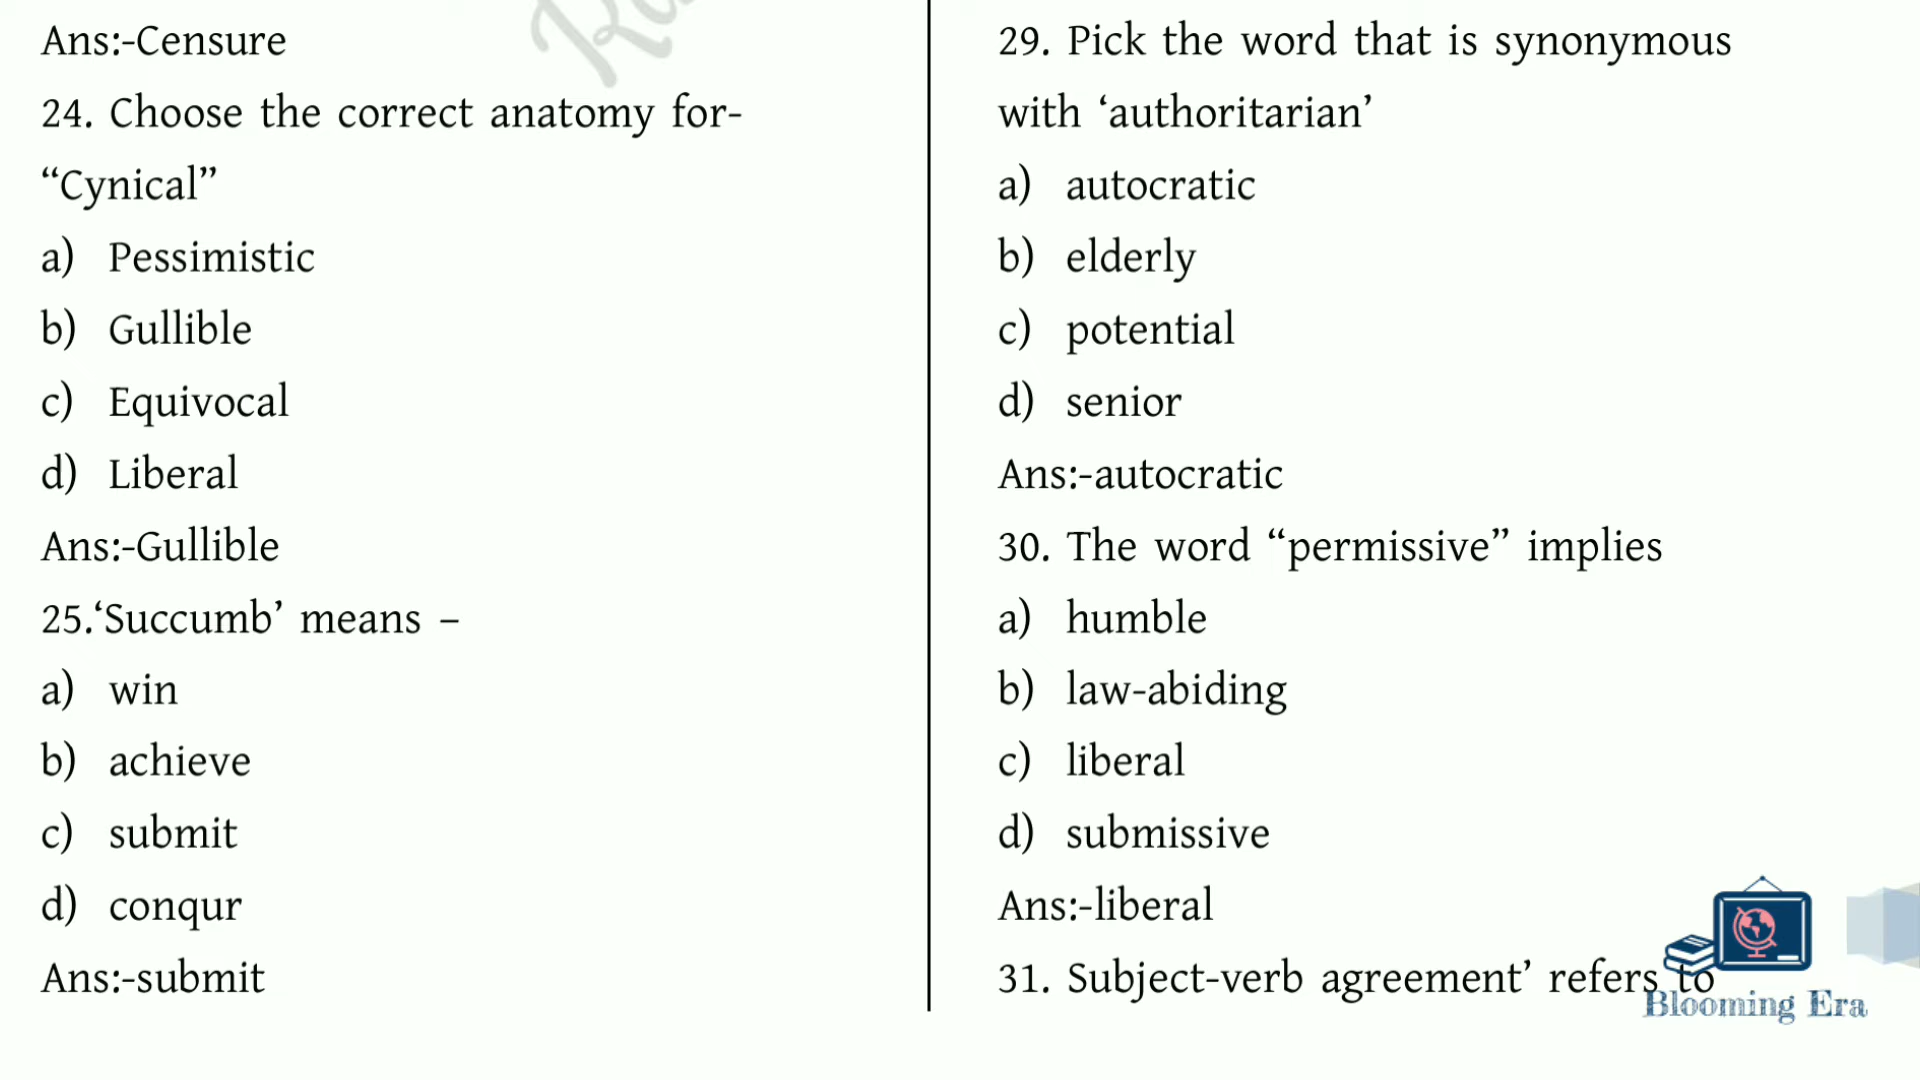 Ans:-Censure
24. Choose the correct anatomy for-
“Cynical”
a) Pessimistic
b) Gullible
c) Equivocal
d) Liberal
Ans:-Gullible
25.‘Succumb’ means –
a) win
b) achieve
c) submit
d) conqur
Ans:-submit
29. Pick the word that is synonymous
with ‘authoritarian’
a) autocratic
b) elderly
c) potential
d) senior
Ans:-autocratic
30. The word “permissive” implies
a) humble
b) law-abiding
c) liberal
d) submissive
Ans:-liberal
31. Subject-verb agreement’ refers to
Blooming Era